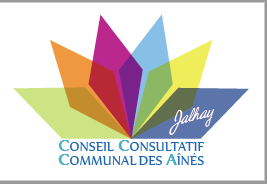 Jalhay
Conseil Consultatif
Communal des Aînés